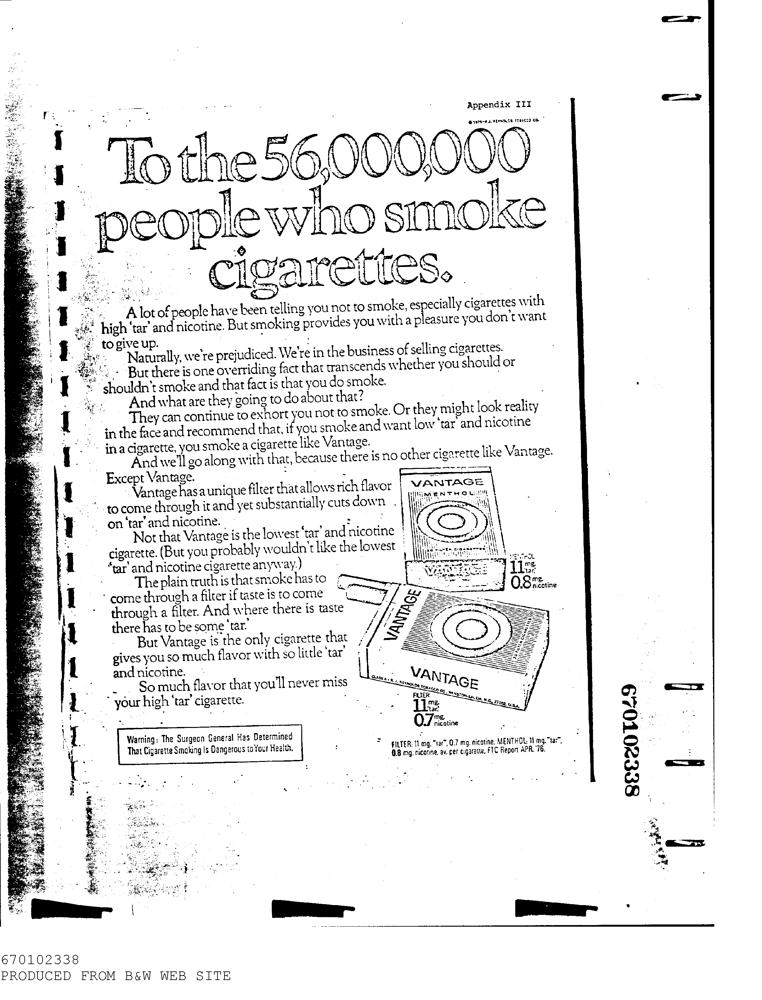 Appendix III
To the 56,000,000
people who smoke
cigarettes.
A lot of people have been telling you not to smoke, especially cigarettes with
high 'tar' and nicotine. But smoking provides you with a pleasure you don't want
to give up.
Naturally, we're prejudiced. We're in the business of selling cigarettes.
But there is one overriding fact that transcends whether you should or
shouldn't smoke and that fact is that you do smoke.
And what are they going to do about that?
They can continue to exhort you not to smoke. Or they might look reality
in the face and recommend that, if you smoke and want low 'tar' and nicotine
in a cigarette, you smoke a cigarette like Vantage.
And we'll go along with that, because there is no other cigarette like Vantage.
Except Vantage.
Vantage has a unique filter that allows rich flavor
to come through it and yet substantially cuts down
on 'tar' and nicotine.
Not that Vantage is the lowest 'tar' and nicotine
cigarette. (But you probably wouldn't like the lowest
'tar' and nicotine cigarette anyway.)
The plain truth is that smoke has to
come through a filter if taste is to come
through a filter. And where there is taste
there has to be some 'tar.'
But Vantage is the only cigarette that
gives you so much flavor with so little 'tar'
and nicotine.
So much flavor that you'll never miss
your high 'tar' cigarette.
VANTAGE
MENTHOL
VANTAGE
MENTHOL
11 mg. 'tar'
0.8 mg. nicotine
VANTAGE
VANTAGE
FILTER
11 mg. 'tar'
0.7 mg. nicotine
Warning: The Surgeon General Has Determined
That Cigarette Smoking Is Dangerous to Your Health.
FILTER: 11 mg. "tar", 0.7 mg. nicotine, MENTHOL: 11 mg. "tar",
0.8 mg. nicotine, av. per cigarette, FTC Report APR. '76.
670102338
670102338
PRODUCED FROM B&W WEB SITE